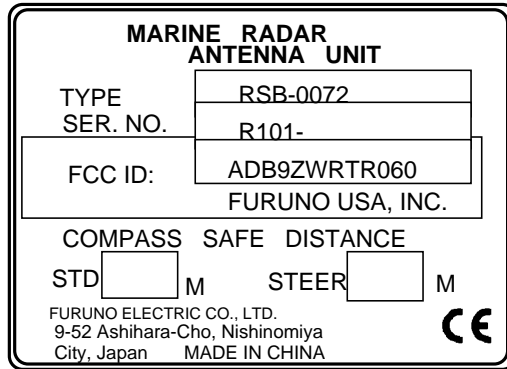 MARINE RADAR
ANTENNA UNIT
TYPE RSB-0072
SER. NO. R101-
FCC ID: ADB9ZWRTR060
FURUNO USA, INC.
COMPASS SAFE DISTANCE
STD M STEER M
FURUNO ELECTRIC CO., LTD.
9-52 Ashihara-Cho, Nishinomiya
City, Japan MADE IN CHINA
CE